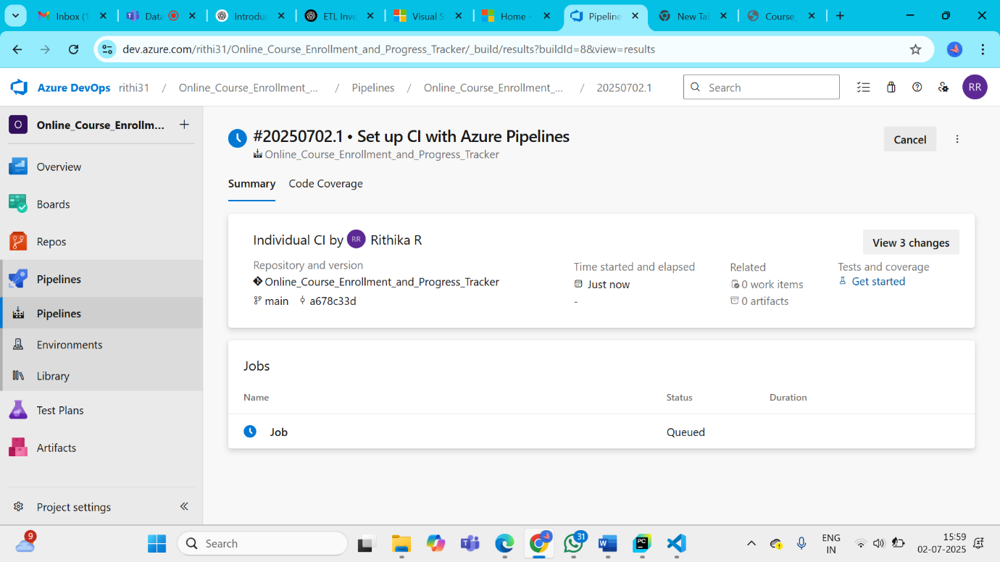 Inbox (1
Data
Introduc
ETL Inve
Visual S
Home -
Pipeline
New Tab
Course_
dev.azure.com/rithi31/Online_Course_Enrollment_and_Progress_Tracker/_build/results?buildId=8&view=results
Azure DevOps rithi31 / Online_Course_Enrollment_... / Pipelines / Online_Course_Enrollment_... / 20250702.1
Search
RR
O Online_Course_Enrollm...
Overview
Boards
Repos
Pipelines
Pipelines
Environments
Library
Test Plans
Artifacts
Project settings
#20250702.1 • Set up CI with Azure Pipelines
Online_Course_Enrollment_and_Progress_Tracker
Cancel
Summary Code Coverage
Individual CI by RR Rithika R
View 3 changes
Repository and version
Online_Course_Enrollment_and_Progress_Tracker
main a678c33d
Time started and elapsed
Just now
-
Related
0 work items
0 artifacts
Tests and coverage
Get started
Jobs
Name Status Duration
Job Queued
9
Search
PC
31
ENG
IN
15:59
02-07-2025